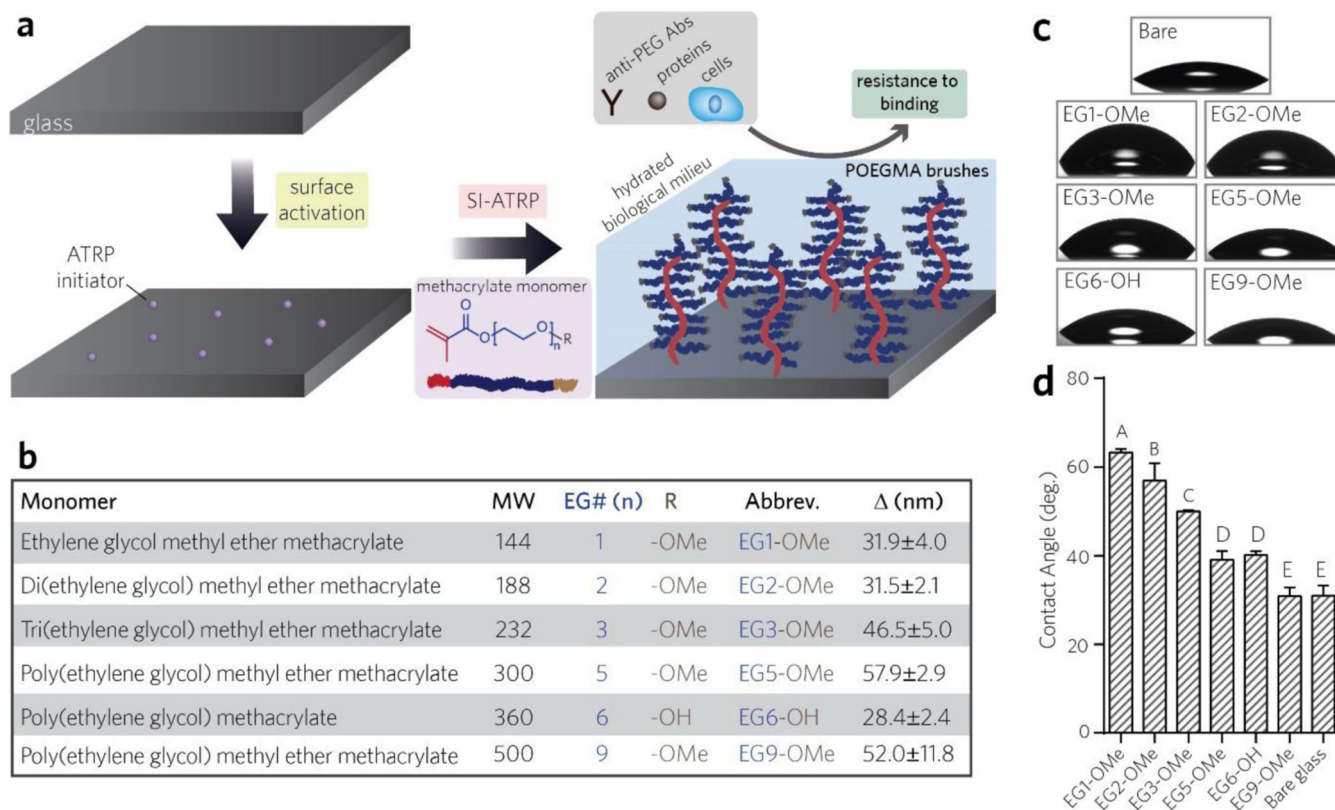 a
glass
surface
activation
ATRP
initiator
SI-ATRP
methacrylate monomer
O
O
O
R
n
anti-PEG Abs
proteins
cells
Y
resistance to
binding
hydrated
biological milieu
POEGMA brushes
b
Monomer MW EG# (n) R Abbrev. Δ (nm)
Ethylene glycol methyl ether methacrylate 144 1 -OMe EG1-OMe 31.9±4.0
Di(ethylene glycol) methyl ether methacrylate 188 2 -OMe EG2-OMe 31.5±2.1
Tri(ethylene glycol) methyl ether methacrylate 232 3 -OMe EG3-OMe 46.5±5.0
Poly(ethylene glycol) methyl ether methacrylate 300 5 -OMe EG5-OMe 57.9±2.9
Poly(ethylene glycol) methacrylate 360 6 -OH EG6-OH 28.4±2.4
Poly(ethylene glycol) methyl ether methacrylate 500 9 -OMe EG9-OMe 52.0±11.8
c
Bare
EG1-OMe EG2-OMe
EG3-OMe EG5-OMe
EG6-OH EG9-OMe
d
Contact Angle (deg.)
80
60
40
20
0
A B C D D E E
EG1-OMe EG2-OMe EG3-OMe EG5-OMe EG6-OH EG9-OMe Bare glass